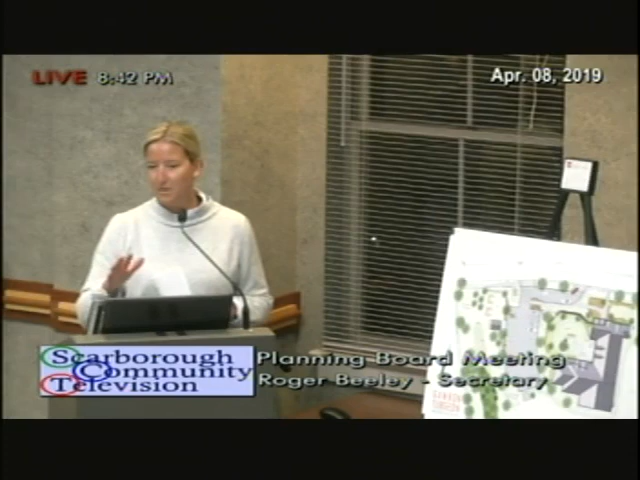 LIVE 8:42 PM
Apr. 08, 2019
Scarborough
Community
Television
Planning Board Meeting
Roger Beeley - Secretary